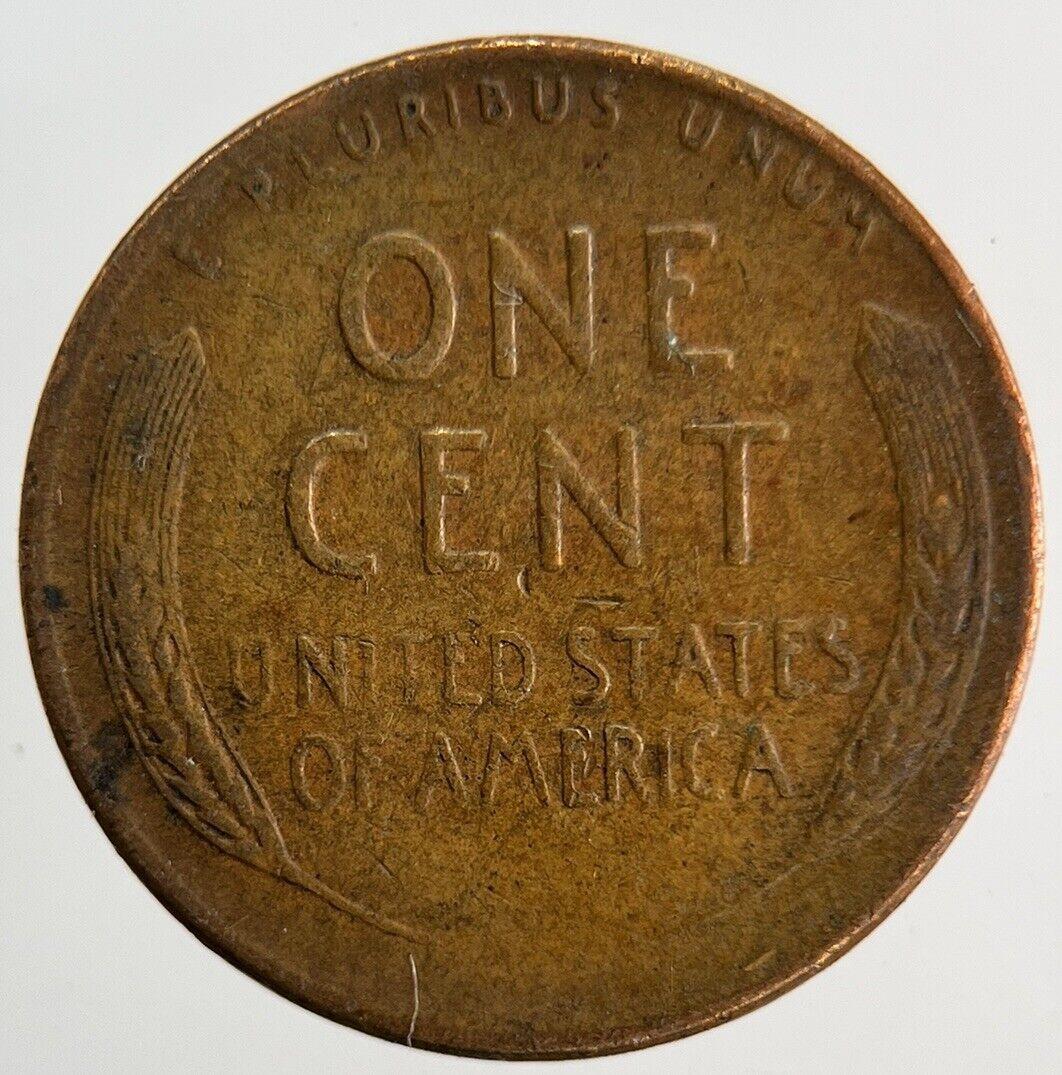 E PLURIBUS UNUM
ONE
CENT
UNITED STATES
OF AMERICA